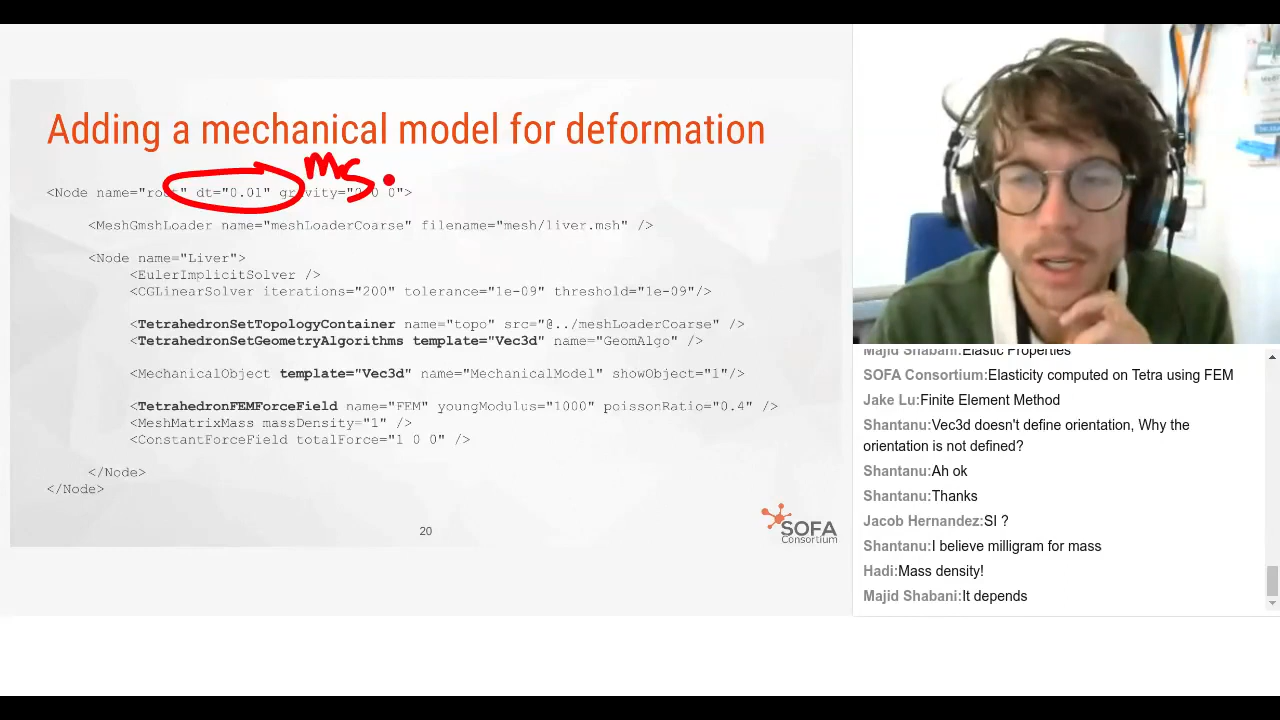 Adding a mechanical model for deformation
ms.
<Node name="root" dt="0.01" gravity="0 0 0">
<MeshGmshLoader name="meshLoaderCoarse" filename="mesh/liver.msh" />
<Node name="Liver">
<EulerImplicitSolver />
<CGLinearSolver iterations="200" tolerance="1e-09" threshold="1e-09"/>
<TetrahedronSetTopologyContainer name="topo" src="@../meshLoaderCoarse" />
<TetrahedronSetGeometryAlgorithms template="Vec3d" name="GeomAlgo" />
<MechanicalObject template="Vec3d" name="MechanicalModel" showObject="1"/>
<TetrahedronFEMForceField name="FEM" youngModulus="1000" poissonRatio="0.4" />
<MeshMatrixMass massDensity="1" />
<ConstantForceField totalForce="1 0 0" />
</Node>
</Node>
20
SOFA
Consortium
Majid Shabani:Elastic Properties
SOFA Consortium:Elasticity computed on Tetra using FEM
Jake Lu:Finite Element Method
Shantanu:Vec3d doesn't define orientation, Why the
orientation is not defined?
Shantanu:Ah ok
Shantanu:Thanks
Jacob Hernandez:SI ?
Shantanu:I believe milligram for mass
Hadi:Mass density!
Majid Shabani:It depends